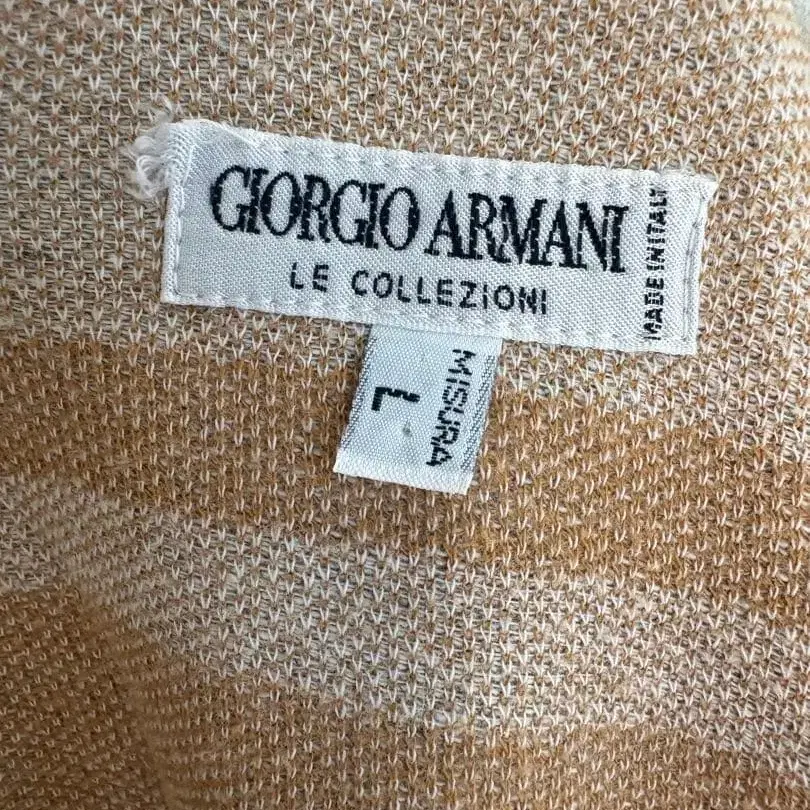 GIORGIO ARMANI
LE COLLEZIONI
MADE IN ITALY
MISURA
L